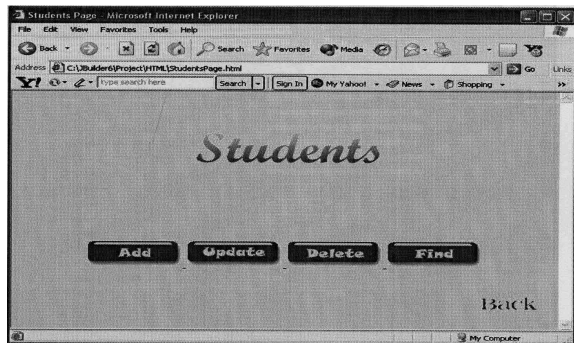 Students Page - Microsoft Internet Explorer
File Edit View Favorites Tools Help
Back Search Favorites Media
Address C:\JBuilder6\Project\HTML\StudentsPage.html Go Links
Y! type search here Search Sign In My Yahoo! News Shopping »
Students
Add Update Delete Find
Back
My Computer